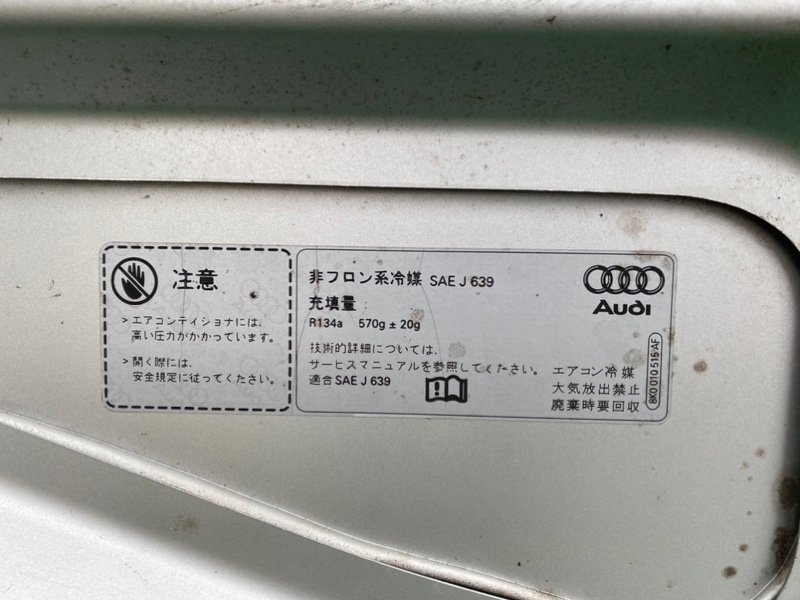 注意
> エアコンディショナには、
高い圧力がかかっています。
> 開く際には、
安全規定に従ってください。
非フロン系冷媒 SAE J 639
充填量 :
R134a 570g ± 20g
技術的詳細については、
サービスマニュアルを参照してください。
適合 SAE J 639
Audi
エアコン冷媒
大気放出禁止
廃棄時要回収
8K0 010 515 AF